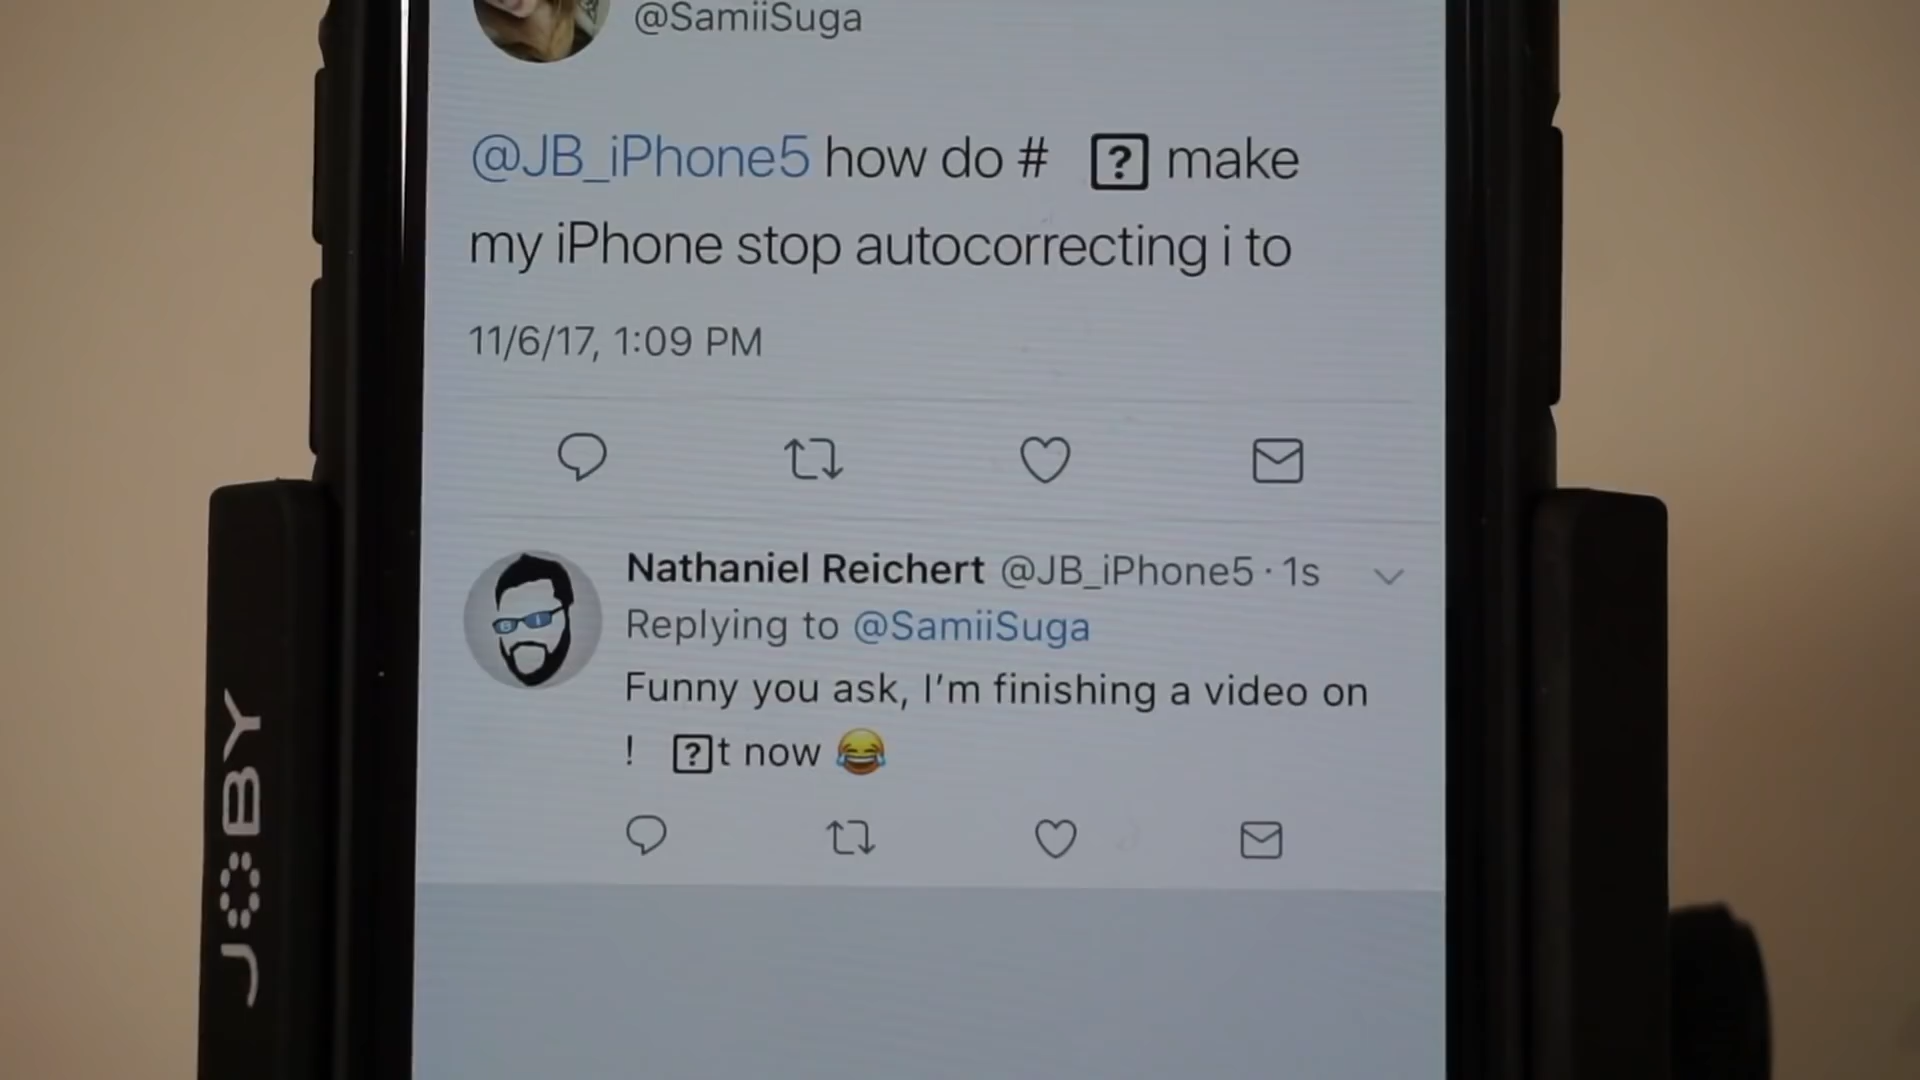 @SamiiSuga
@JB_iPhone5 how do # ⍰ make
my iPhone stop autocorrecting i to
11/6/17, 1:09 PM
Nathaniel Reichert @JB_iPhone5 · 1s
Replying to @SamiiSuga
Funny you ask, I'm finishing a video on
! ⍰t now 😂
JOBY